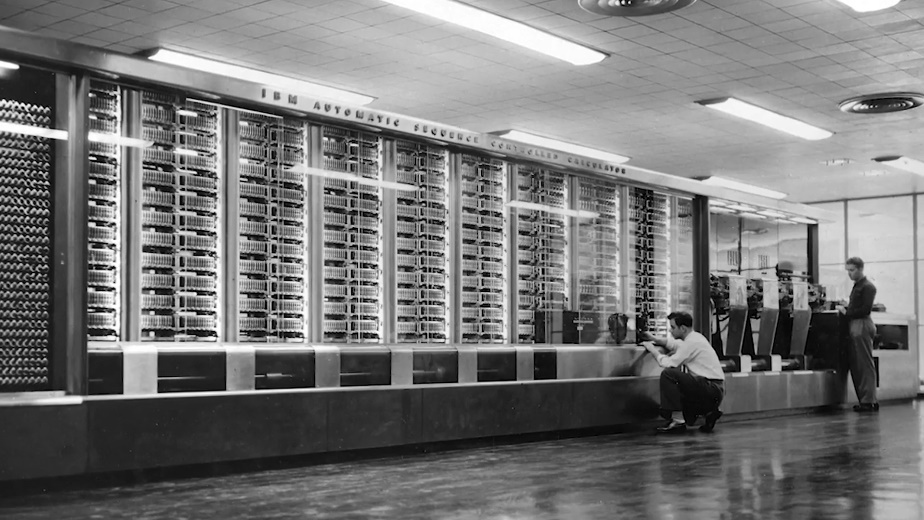 IBM AUTOMATIC SEQUENCE CONTROLLED CALCULATOR